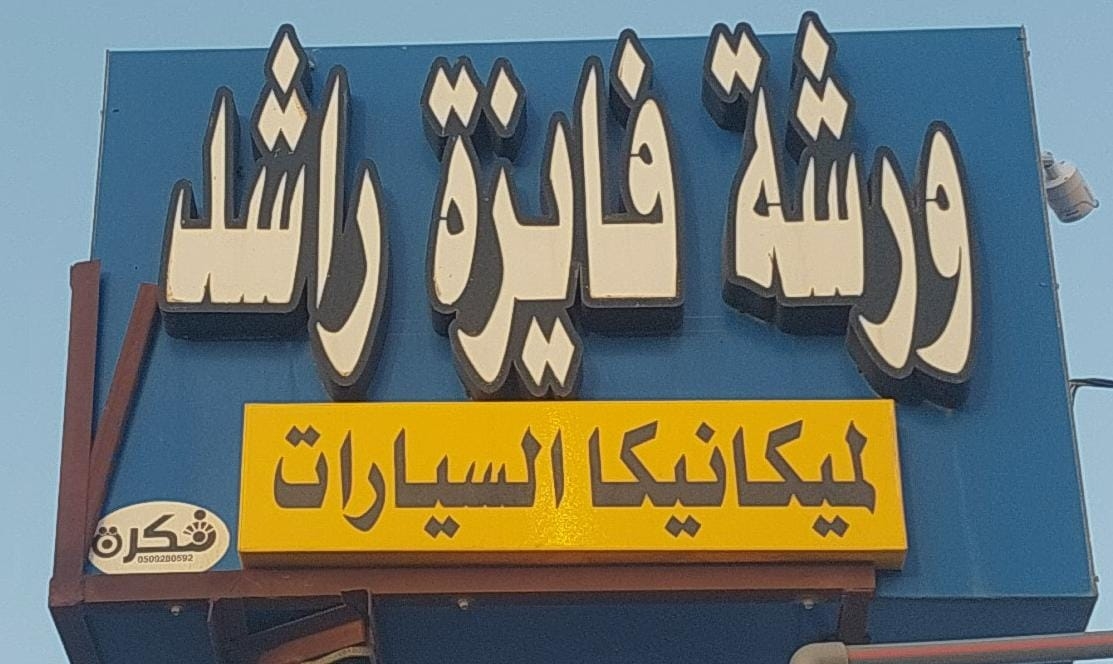 ورشة فايزة راشد
لميكانيكا السيارات
فكرة
0509280592